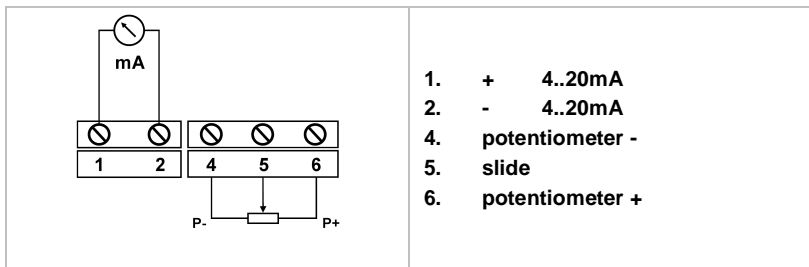 mA
1 2 4 5 6
P- P+
1. + 4..20mA
2. - 4..20mA
4. potentiometer -
5. slide
6. potentiometer +